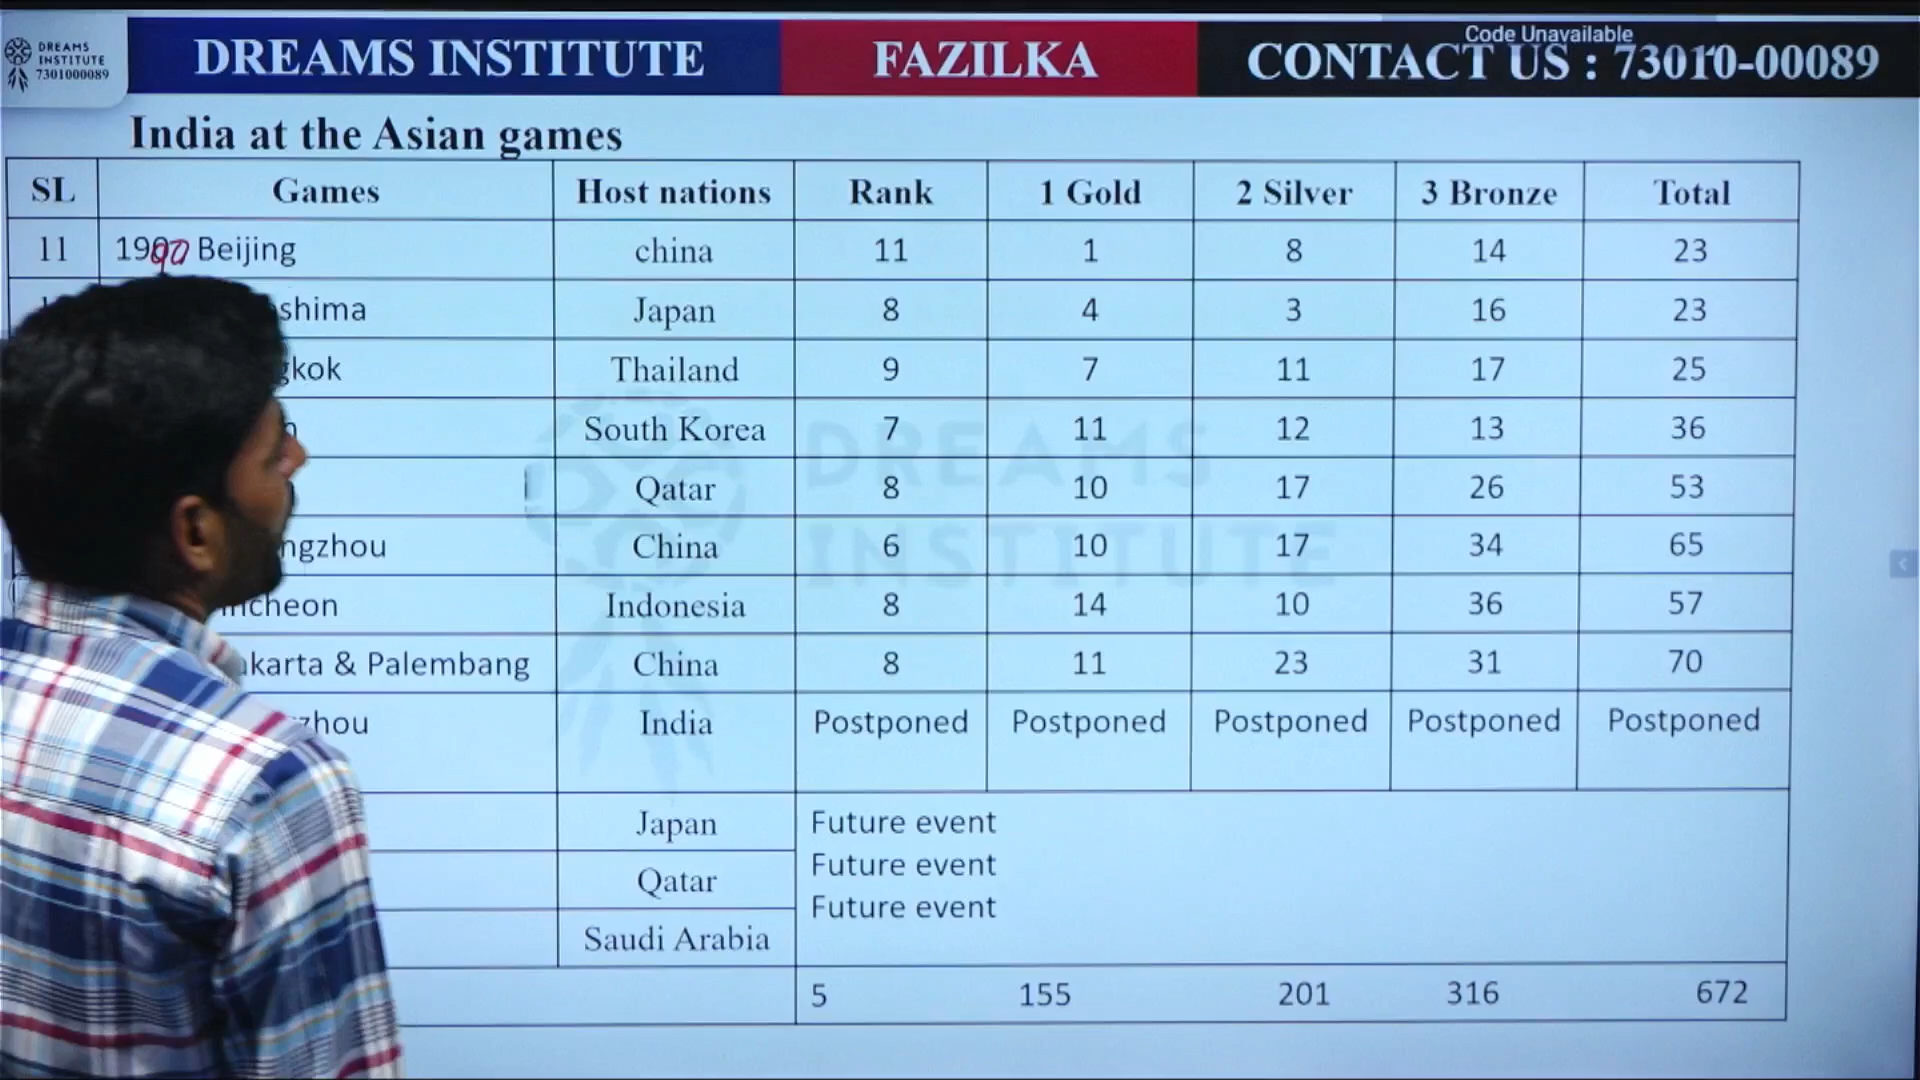 DREAMS
INSTITUTE
7301000089
DREAMS INSTITUTE FAZILKA CONTACT US : 73010-00089
Code Unavailable
India at the Asian games
SL Games Host nations Rank 1 Gold 2 Silver 3 Bronze Total
11 1990 Beijing china 11 1 8 14 23
shima Japan 8 4 3 16 23
gkok Thailand 9 7 11 17 25
n South Korea 7 11 12 13 36
Qatar 8 10 17 26 53
ngzhou China 6 10 17 34 65
ncheon Indonesia 8 14 10 36 57
akarta & Palembang China 8 11 23 31 70
zhou India Postponed Postponed Postponed Postponed Postponed
Japan Future event
Qatar Future event
Saudi Arabia Future event
5 155 201 316 672
DREAMS
INSTITUTE